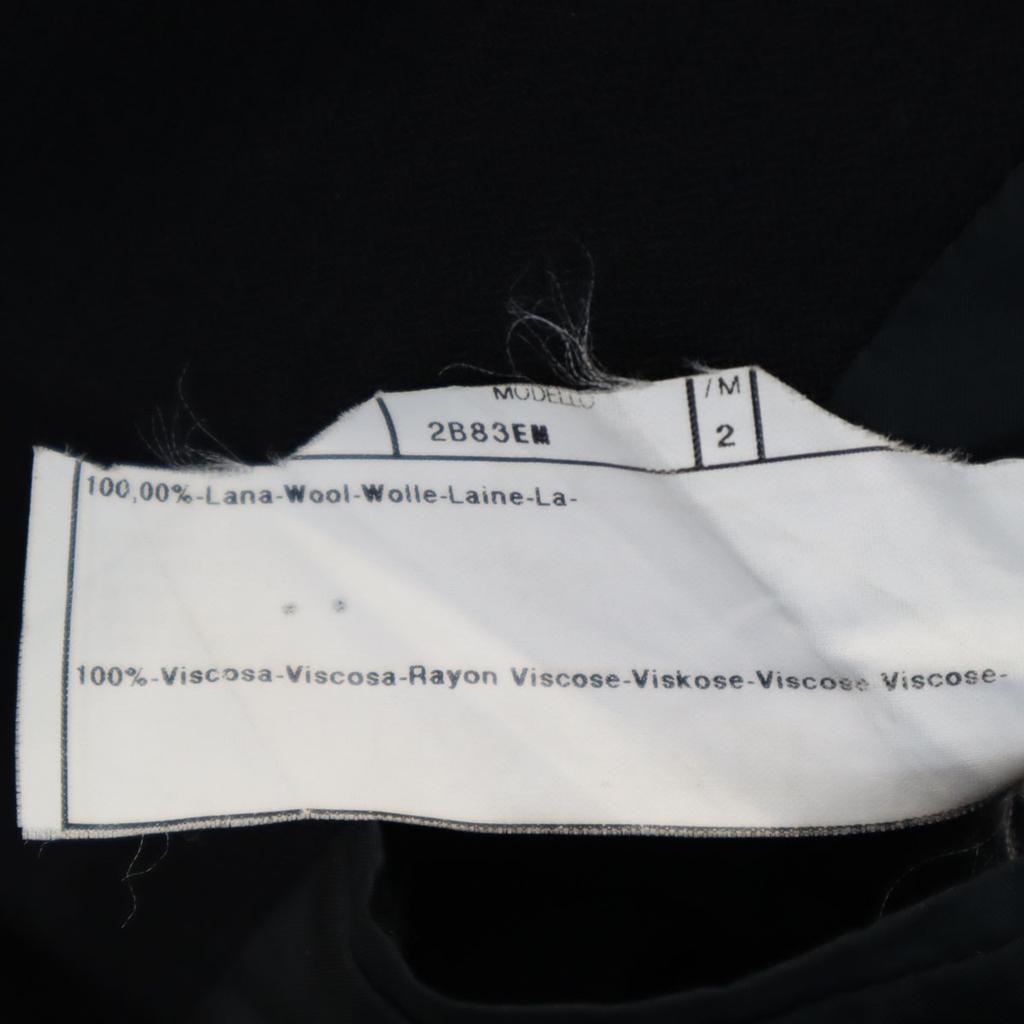 MODELLO /M
2B83EM 2
100,00%-Lana-Wool-Wolle-Laine-La-
100%-Viscosa-Viscosa-Rayon Viscose-Viskose-Viscose Viscose-